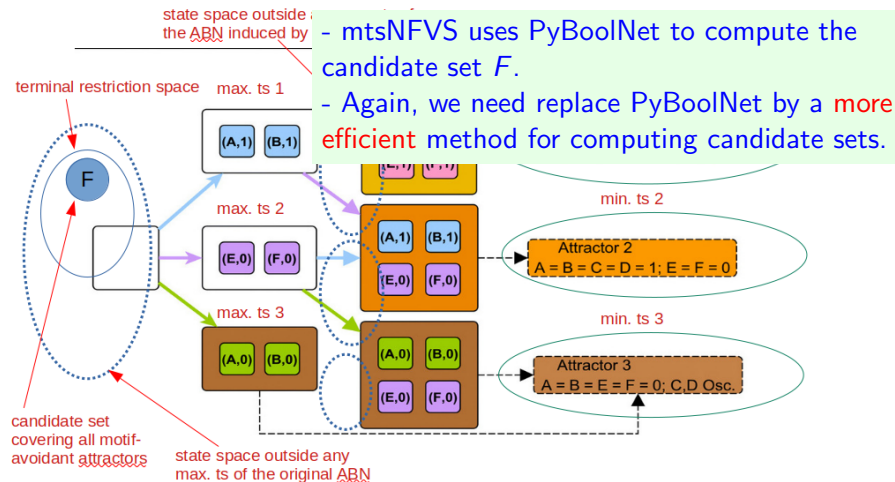 state space outside a
the ABN induced by
- mtsNFVS uses PyBoolNet to compute the
candidate set F.
- Again, we need replace PyBoolNet by a more
efficient method for computing candidate sets.
terminal restriction space
max. ts 1
F
(A,1) (B,1)
(E,1) (F,1)
max. ts 2
min. ts 2
(E,0) (F,0)
(A,1) (B,1)
(E,0) (F,0)
Attractor 2
A = B = C = D = 1; E = F = 0
max. ts 3
min. ts 3
(A,0) (B,0)
(A,0) (B,0)
(E,0) (F,0)
Attractor 3
A = B = E = F = 0; C,D Osc.
candidate set
covering all motif-
avoidant attractors
state space outside any
max. ts of the original ABN